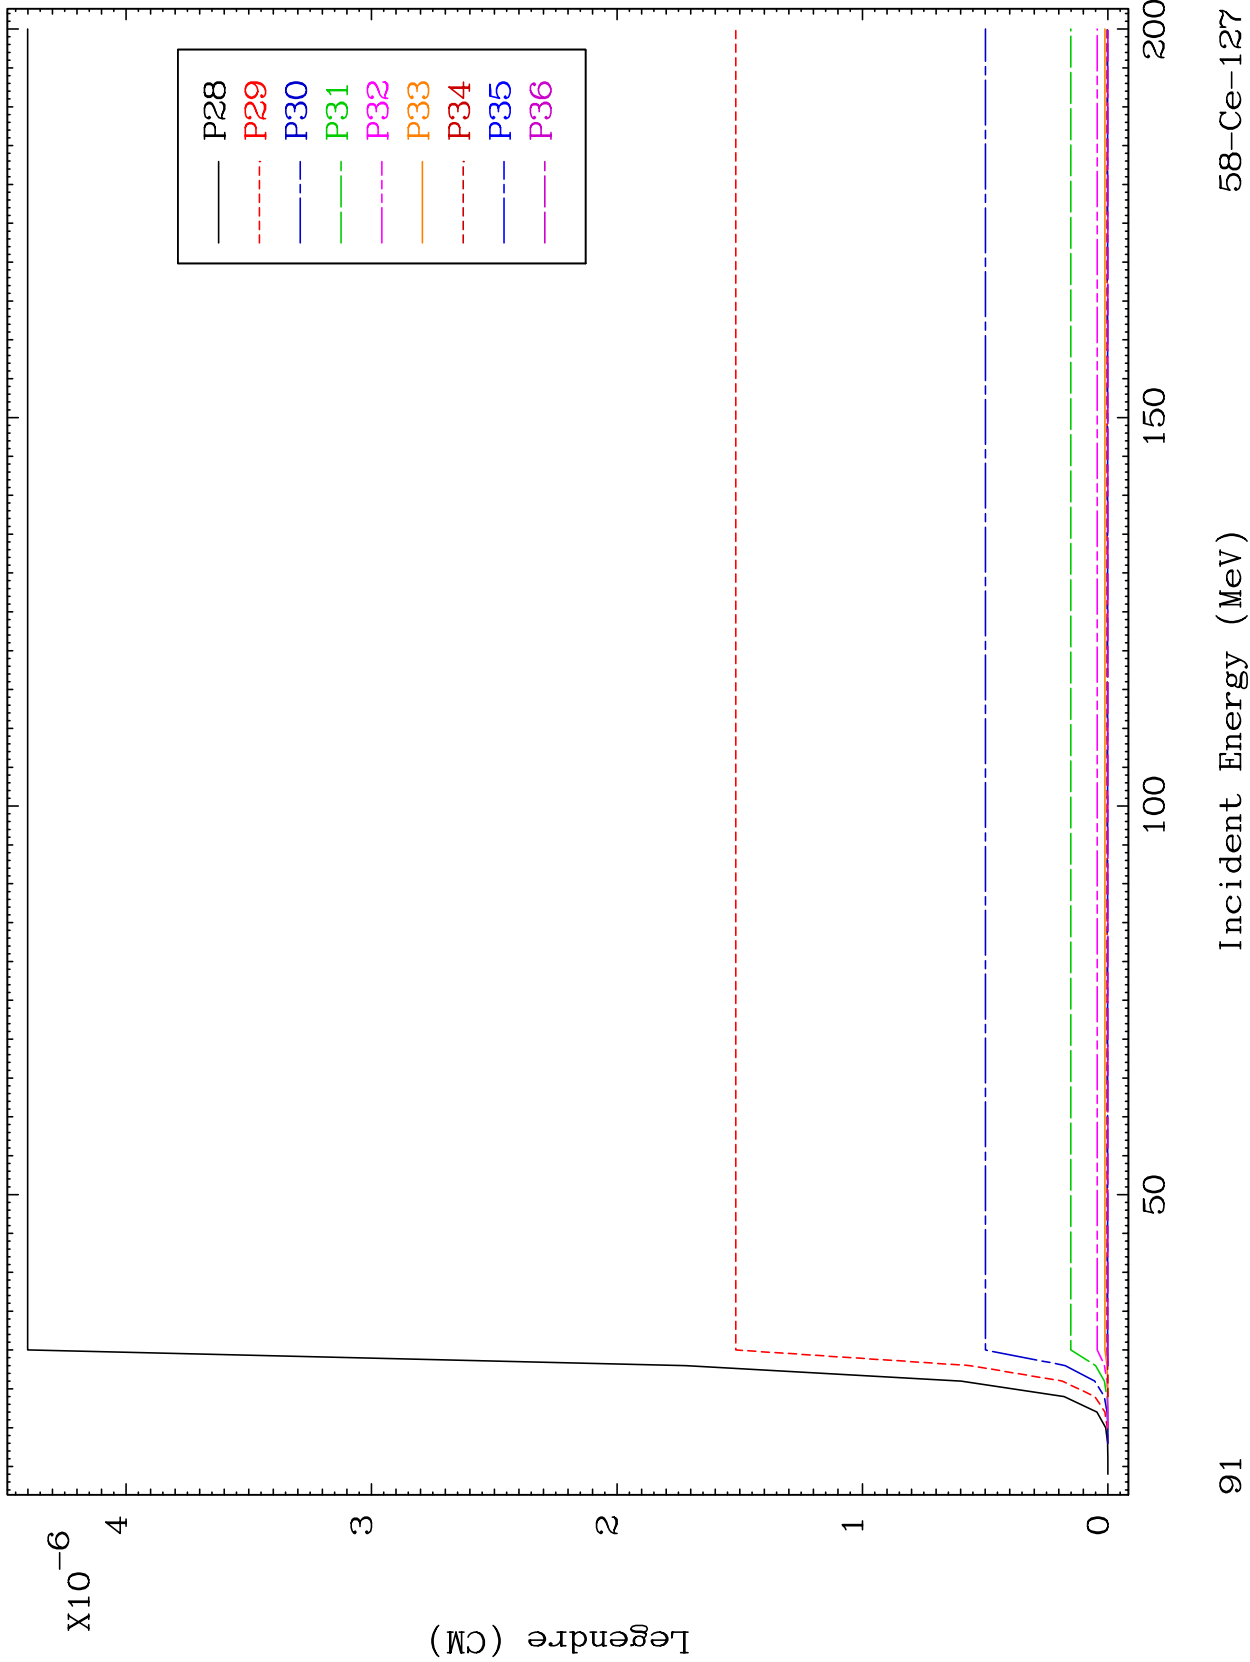 X10-6
4
3
2
1
0
Legendre (CM)
P28
P29
P30
P31
P32
P33
P34
P35
P36
50
100
150
200
Incident Energy (MeV)
91
58-Ce-127